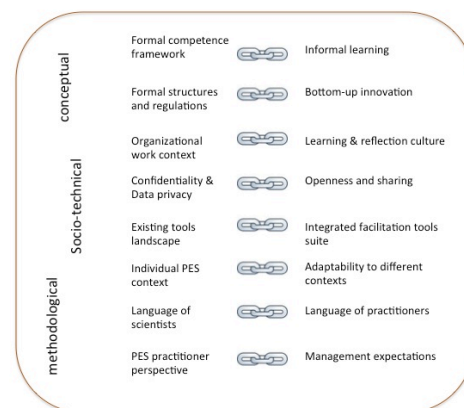 conceptual
Socio-technical
methodological
Formal competence
framework
Informal learning
Formal structures
and regulations
Bottom-up innovation
Organizational
work context
Learning & reflection culture
Confidentiality &
Data privacy
Openness and sharing
Existing tools
landscape
Integrated facilitation tools
suite
Individual PES
context
Adaptability to different
contexts
Language of
scientists
Language of practitioners
PES practitioner
perspective
Management expectations